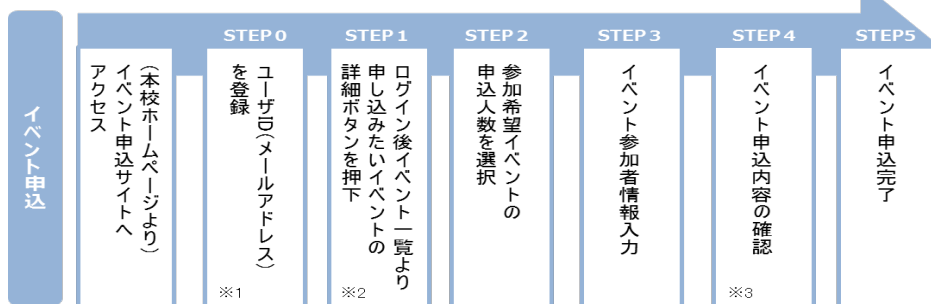 イベント申込
(本校ホームページより)
イベント申込サイトへ
アクセス
STEP0
ユーザID(メールアドレス)
を登録
※1
STEP1
ログイン後イベント一覧より
申し込みたいイベントの
詳細ボタンを押下
※2
STEP2
参加希望イベントの
申込人数を選択
STEP3
イベント参加者情報入力
STEP4
イベント申込内容の確認
※3
STEP5
イベント申込完了